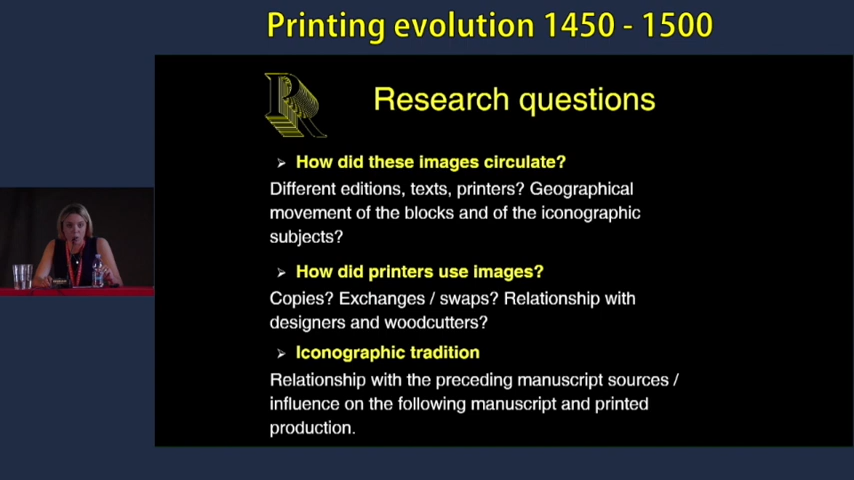 Printing evolution 1450 - 1500
R
Research questions
➢ How did these images circulate?
Different editions, texts, printers? Geographical
movement of the blocks and of the iconographic
subjects?
➢ How did printers use images?
Copies? Exchanges / swaps? Relationship with
designers and woodcutters?
➢ Iconographic tradition
Relationship with the preceding manuscript sources /
influence on the following manuscript and printed
production.